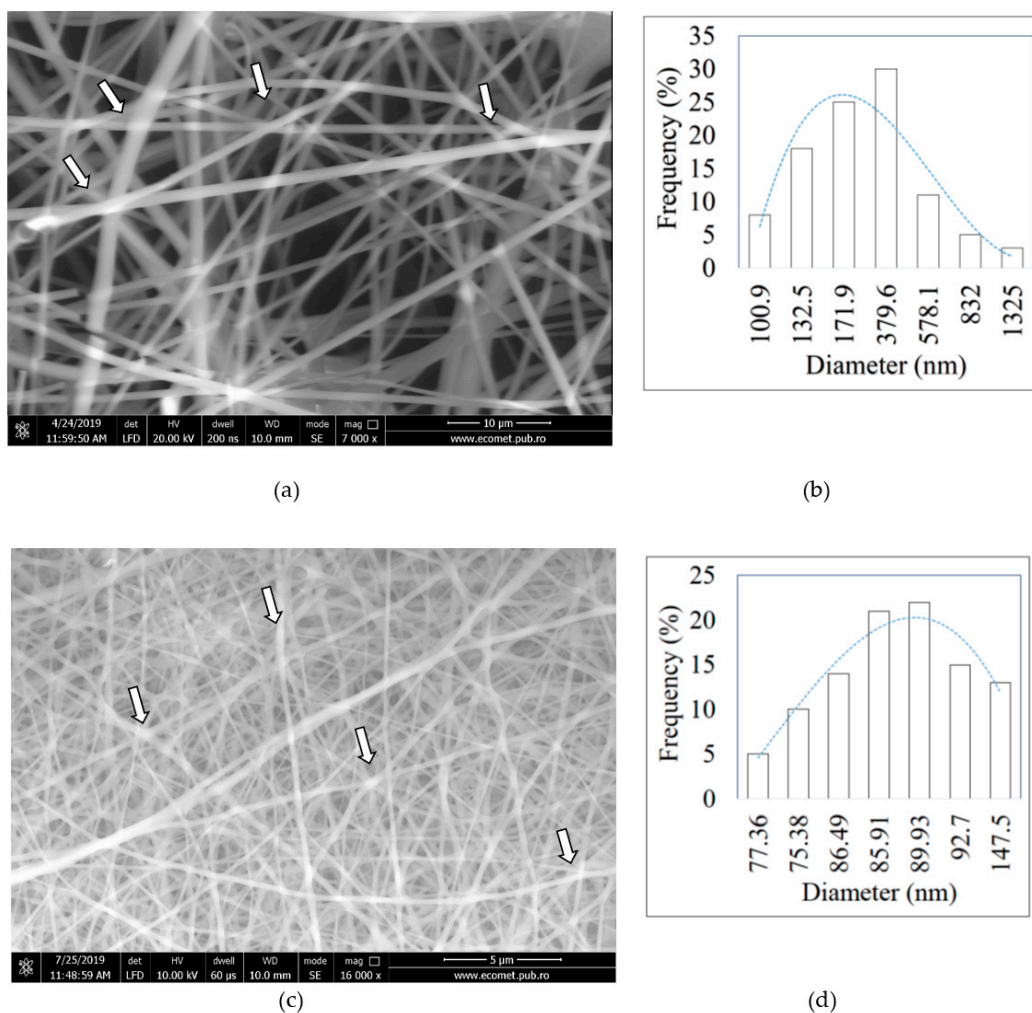 35
30
25
20
15
10
5
0
Frequency (%)
100.9
132.5
171.9
379.6
578.1
832
1325
Diameter (nm)
4/24/2019 det HV dwell WD mode mag 10 µm
11:59:50 AM LFD 20.00 kV 200 ns 10.0 mm SE 7 000 x www.ecomet.pub.ro
(a) (b)
25
20
15
10
5
0
Frequency (%)
77.36
75.38
86.49
85.91
89.93
92.7
147.5
Diameter (nm)
7/25/2019 det HV dwell WD mode mag 5 µm
11:48:59 AM LFD 10.00 kV 60 µs 10.0 mm SE 16 000 x www.ecomet.pub.ro
(c) (d)